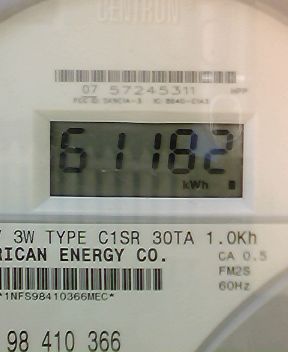 CENTRON
07 57245311
61182
kWh
V 3W TYPE C1SR 30TA 1.0Kh
RICAN ENERGY CO.
CA 0.5
FM2S
60Hz
*1NFS98410366MEC*
98 410 366